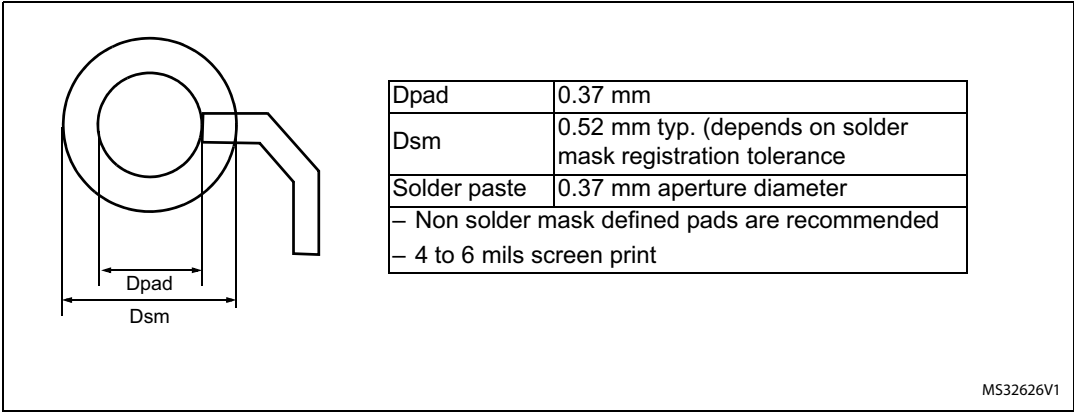 Dpad
Dsm
Dpad 0.37 mm
Dsm 0.52 mm typ. (depends on solder
mask registration tolerance
Solder paste 0.37 mm aperture diameter
– Non solder mask defined pads are recommended
– 4 to 6 mils screen print
MS32626V1